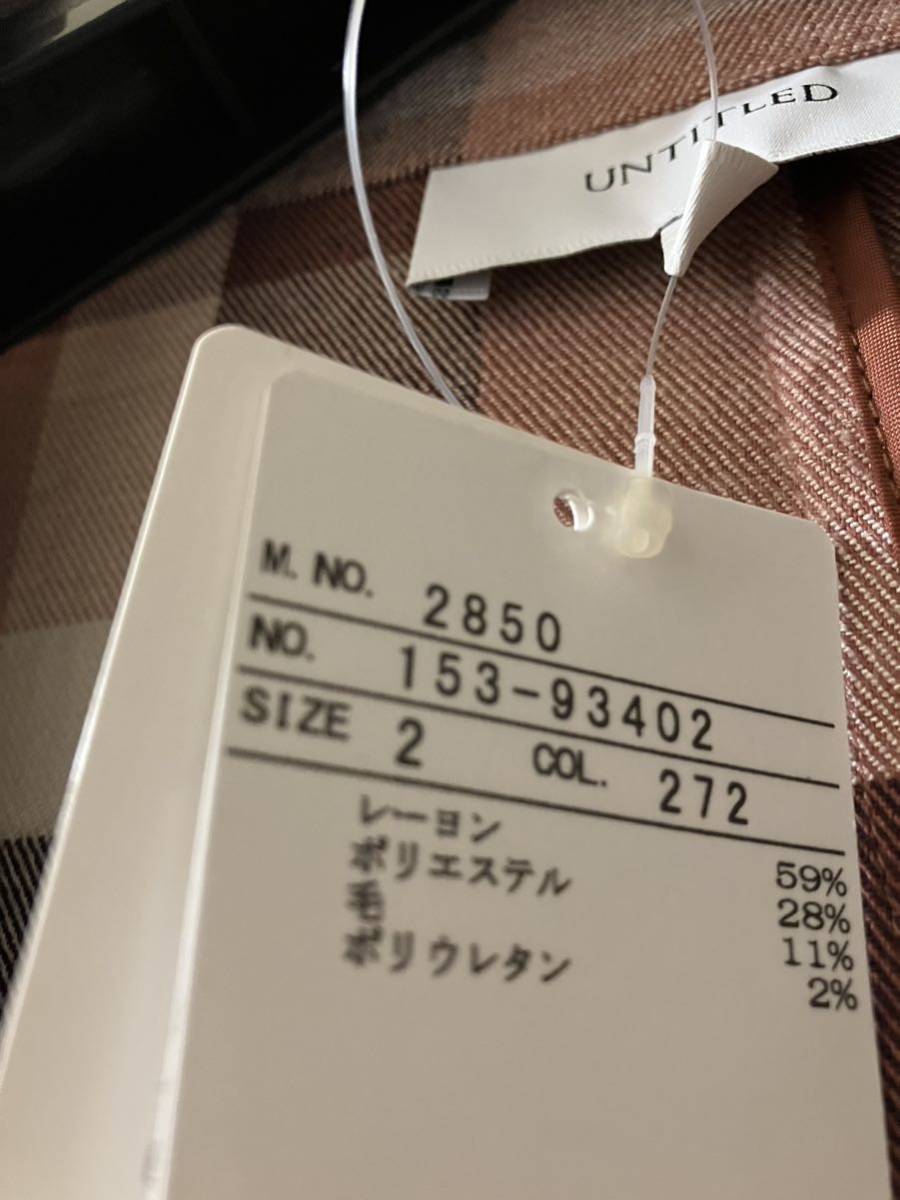 UNTITLED
M. NO. 2850
NO. 153-93402
SIZE 2 COL. 272
レーヨン 59%
ポリエステル 28%
毛 11%
ポリウレタン 2%